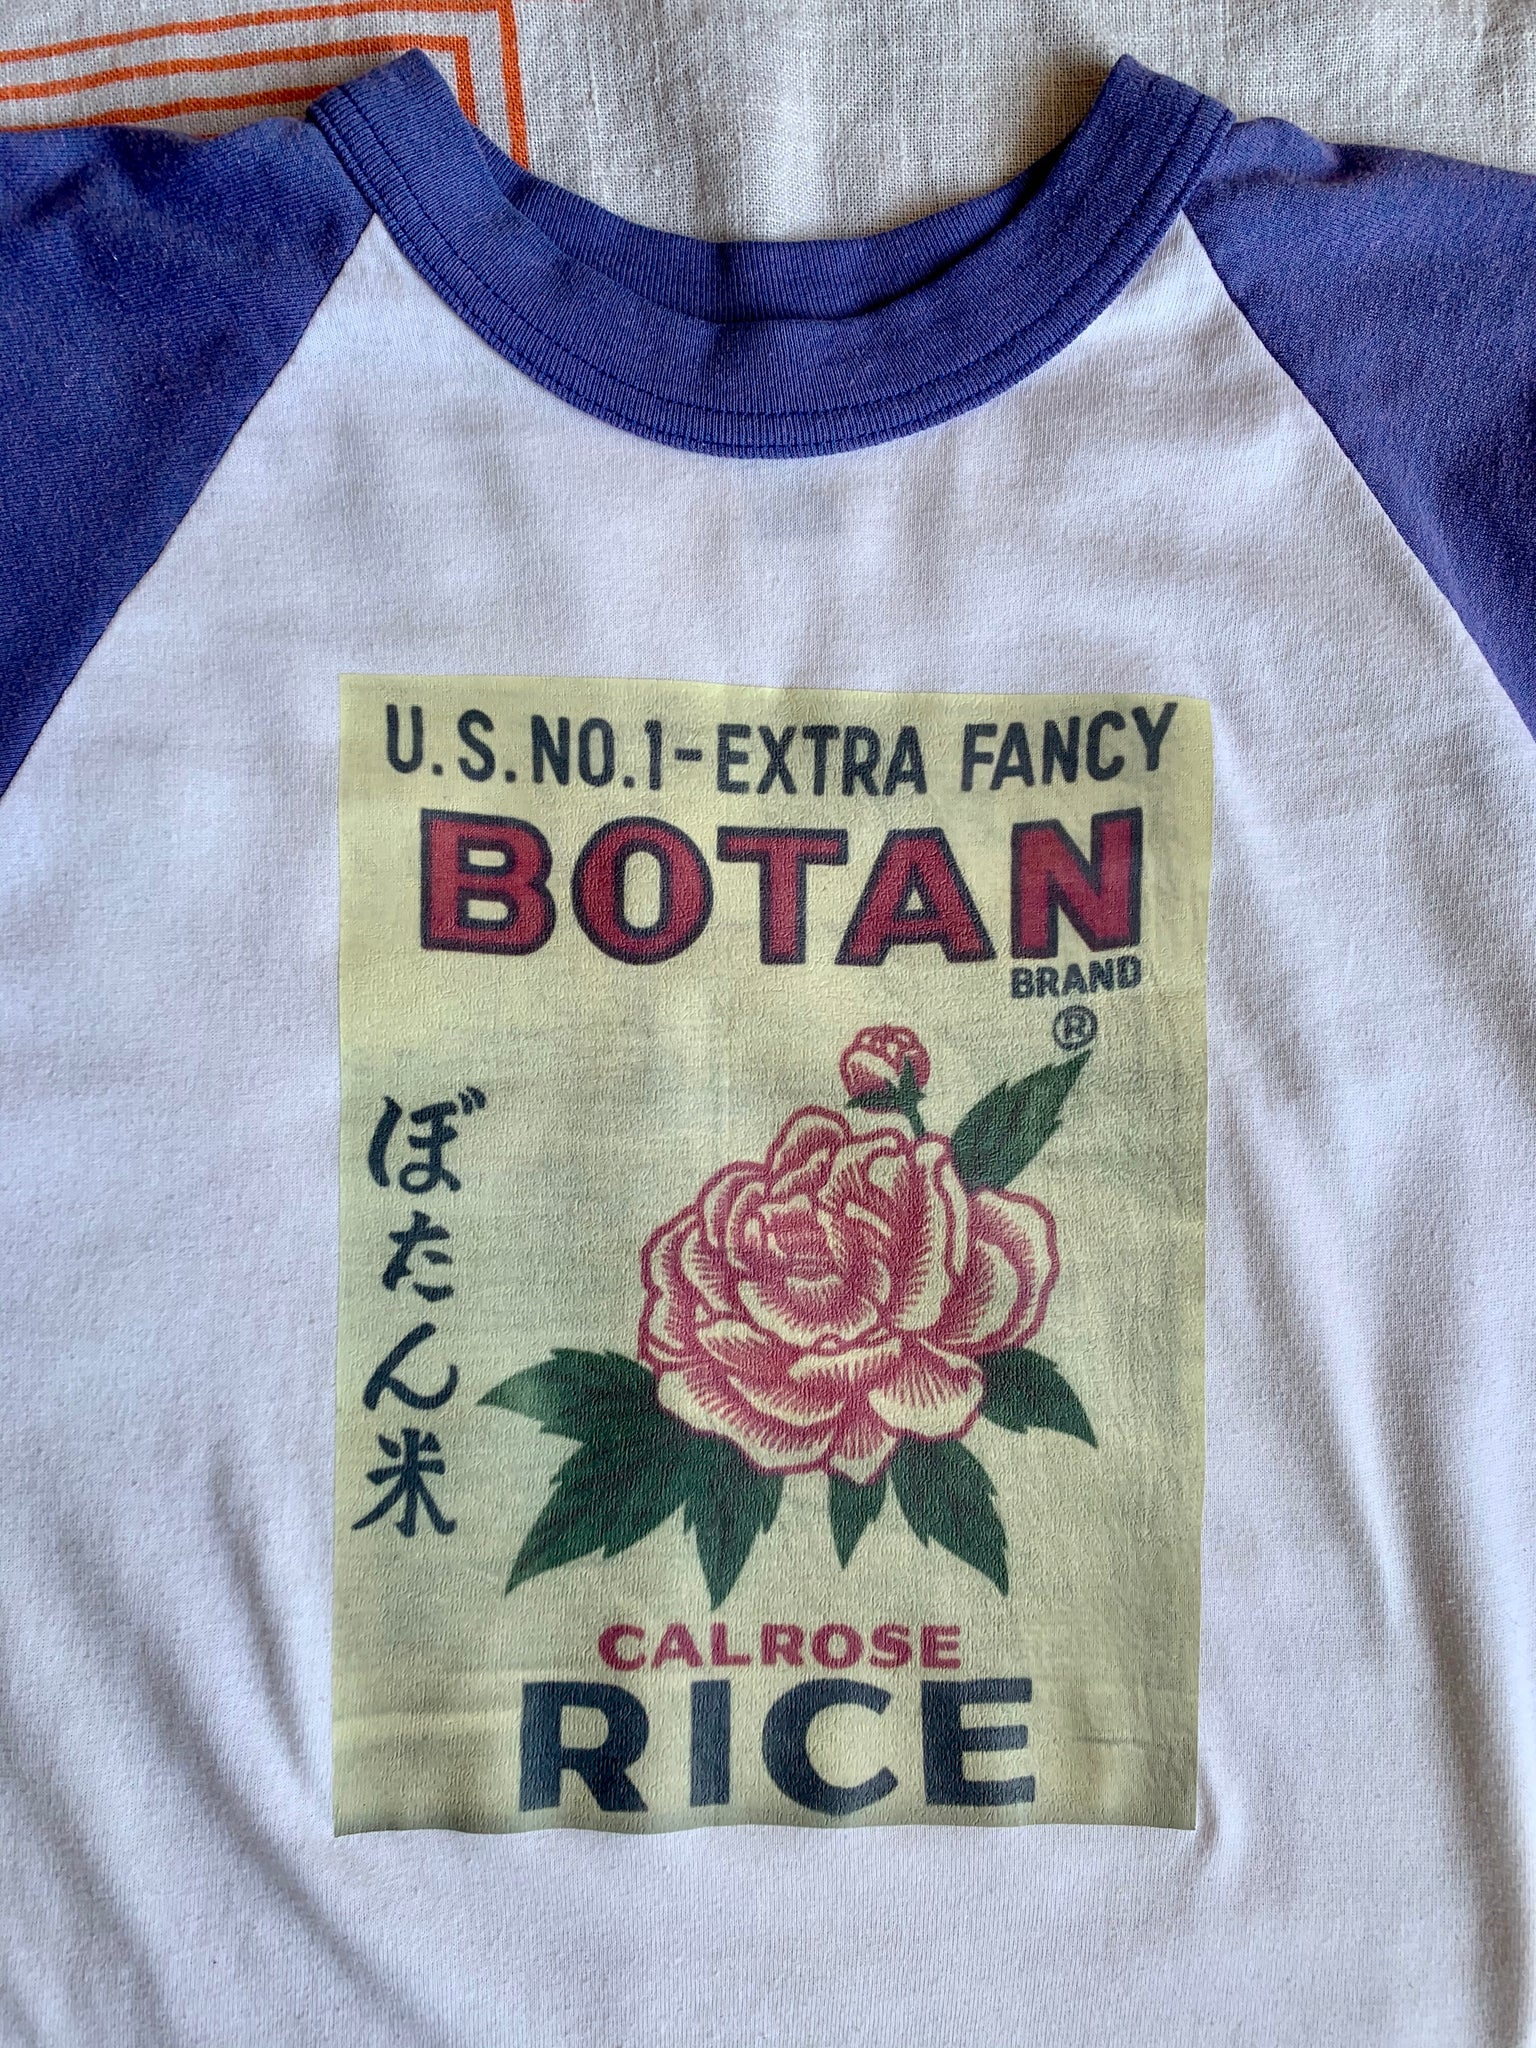 U.S. NO.1-EXTRA FANCY
BOTAN
BRAND
®
ぼたん米
CALROSE
RICE